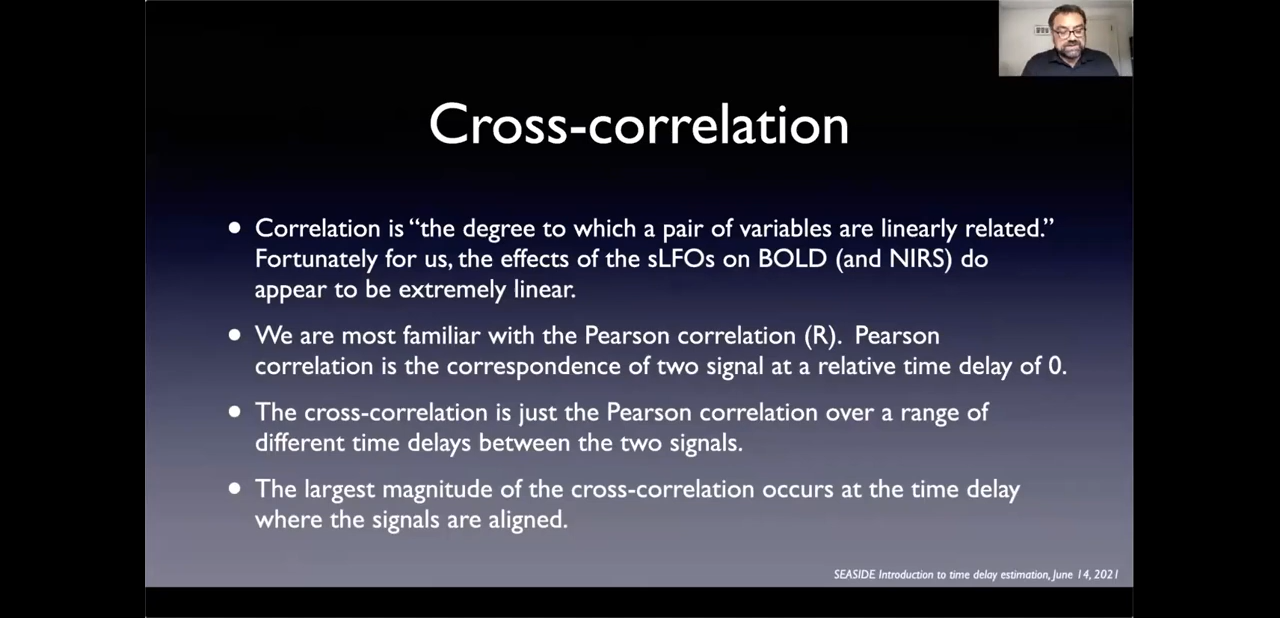 Cross-correlation
• Correlation is “the degree to which a pair of variables are linearly related.”
Fortunately for us, the effects of the sLFOs on BOLD (and NIRS) do
appear to be extremely linear.
• We are most familiar with the Pearson correlation (R). Pearson
correlation is the correspondence of two signal at a relative time delay of 0.
• The cross-correlation is just the Pearson correlation over a range of
different time delays between the two signals.
• The largest magnitude of the cross-correlation occurs at the time delay
where the signals are aligned.
SEASIDE Introduction to time delay estimation, June 14, 2021